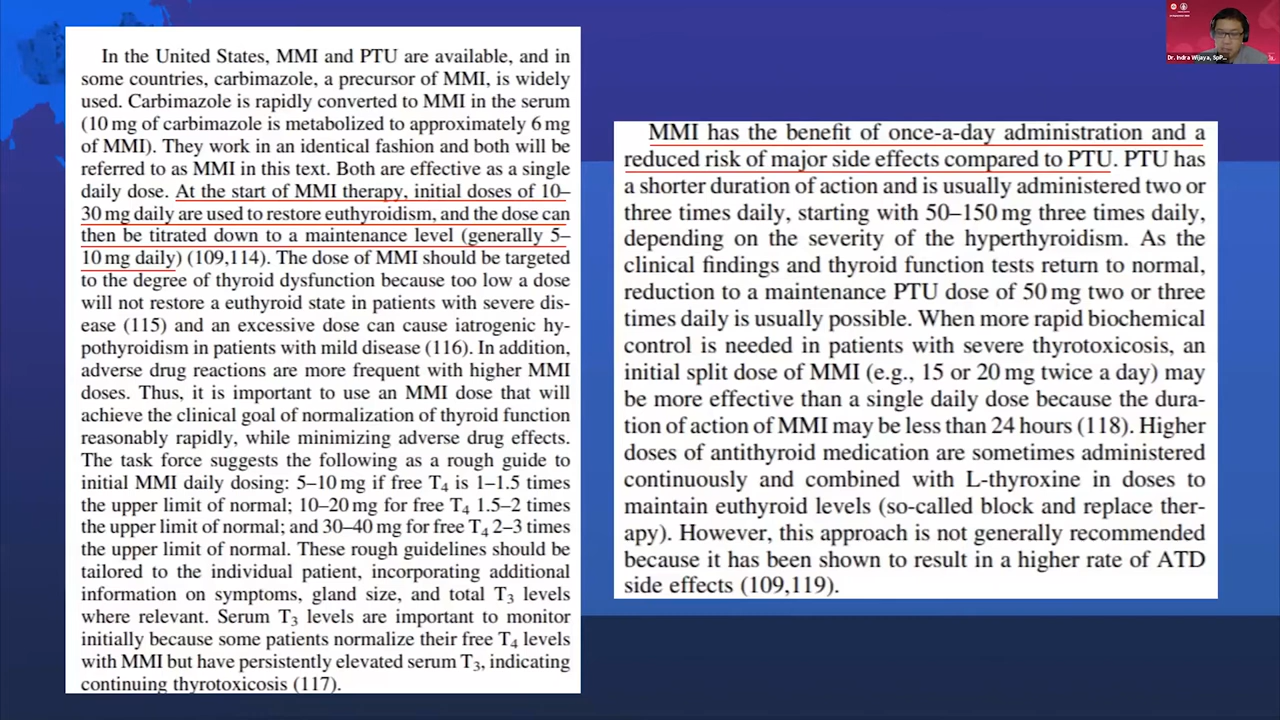 In the United States, MMI and PTU are available, and in
some countries, carbimazole, a precursor of MMI, is widely
used. Carbimazole is rapidly converted to MMI in the serum
(10 mg of carbimazole is metabolized to approximately 6 mg
of MMI). They work in an identical fashion and both will be
referred to as MMI in this text. Both are effective as a single
daily dose. At the start of MMI therapy, initial doses of 10–
30 mg daily are used to restore euthyroidism, and the dose can
then be titrated down to a maintenance level (generally 5–
10 mg daily) (109,114). The dose of MMI should be targeted
to the degree of thyroid dysfunction because too low a dose
will not restore a euthyroid state in patients with severe dis-
ease (115) and an excessive dose can cause iatrogenic hy-
pothyroidism in patients with mild disease (116). In addition,
adverse drug reactions are more frequent with higher MMI
doses. Thus, it is important to use an MMI dose that will
achieve the clinical goal of normalization of thyroid function
reasonably rapidly, while minimizing adverse drug effects.
The task force suggests the following as a rough guide to
initial MMI daily dosing: 5–10 mg if free T4 is 1–1.5 times
the upper limit of normal; 10–20 mg for free T4 1.5–2 times
the upper limit of normal; and 30–40 mg for free T4 2–3 times
the upper limit of normal. These rough guidelines should be
tailored to the individual patient, incorporating additional
information on symptoms, gland size, and total T3 levels
where relevant. Serum T3 levels are important to monitor
initially because some patients normalize their free T4 levels
with MMI but have persistently elevated serum T3, indicating
continuing thyrotoxicosis (117).
MMI has the benefit of once-a-day administration and a
reduced risk of major side effects compared to PTU. PTU has
a shorter duration of action and is usually administered two or
three times daily, starting with 50–150 mg three times daily,
depending on the severity of the hyperthyroidism. As the
clinical findings and thyroid function tests return to normal,
reduction to a maintenance PTU dose of 50 mg two or three
times daily is usually possible. When more rapid biochemical
control is needed in patients with severe thyrotoxicosis, an
initial split dose of MMI (e.g., 15 or 20 mg twice a day) may
be more effective than a single daily dose because the dura-
tion of action of MMI may be less than 24 hours (118). Higher
doses of antithyroid medication are sometimes administered
continuously and combined with L-thyroxine in doses to
maintain euthyroid levels (so-called block and replace ther-
apy). However, this approach is not generally recommended
because it has been shown to result in a higher rate of ATD
side effects (109,119).
Dr. Indra Wijaya, SpP...